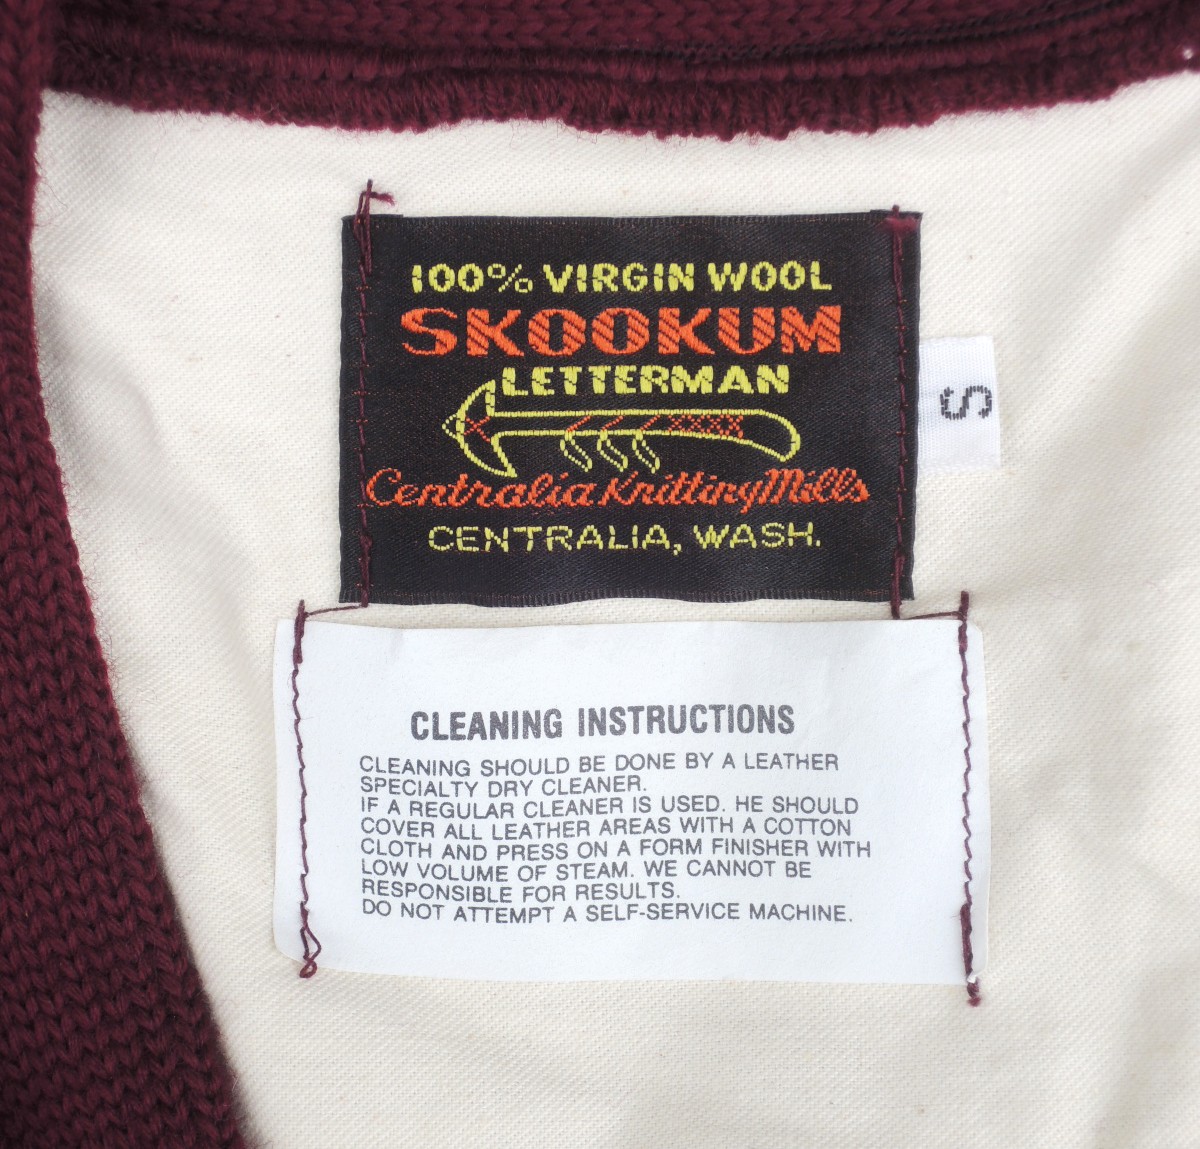 100% VIRGIN WOOL
SKOOKUM
LETTERMAN
Centralia Knitting Mills
CENTRALIA, WASH.
S
CLEANING INSTRUCTIONS
CLEANING SHOULD BE DONE BY A LEATHER
SPECIALTY DRY CLEANER.
IF A REGULAR CLEANER IS USED. HE SHOULD
COVER ALL LEATHER AREAS WITH A COTTON
CLOTH AND PRESS ON A FORM FINISHER WITH
LOW VOLUME OF STEAM. WE CANNOT BE
RESPONSIBLE FOR RESULTS.
DO NOT ATTEMPT A SELF-SERVICE MACHINE.